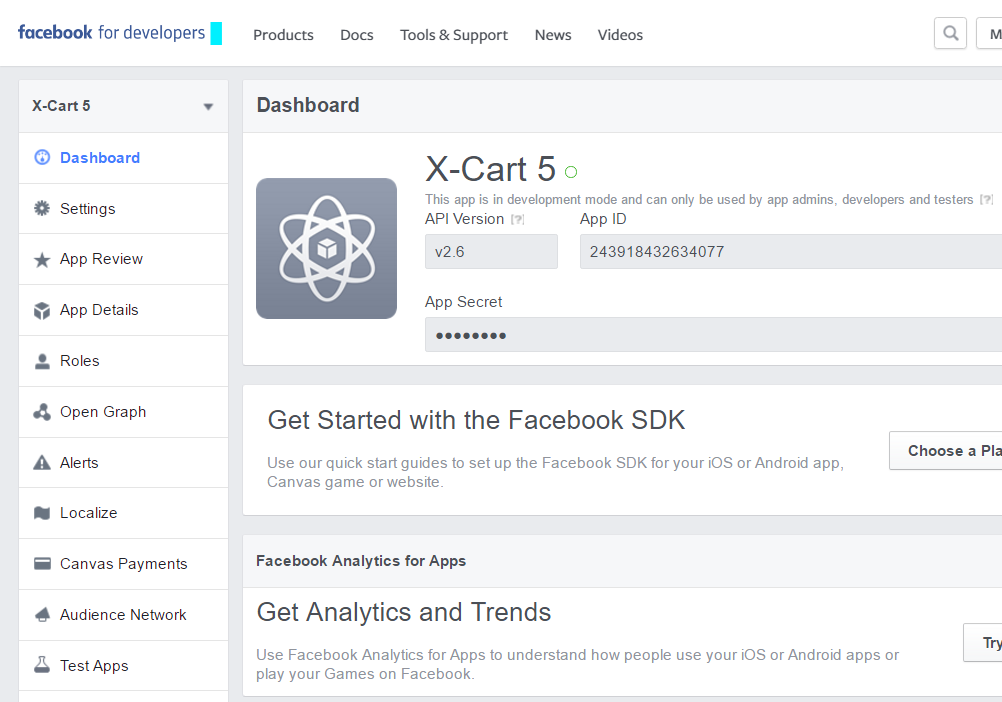 facebook for developers
Products
Docs
Tools & Support
News
Videos
M
X-Cart 5
Dashboard
Settings
App Review
App Details
Roles
Open Graph
Alerts
Localize
Canvas Payments
Audience Network
Test Apps
Dashboard
X-Cart 5
This app is in development mode and can only be used by app admins, developers and testers [?]
API Version [?]
App ID
v2.6
243918432634077
App Secret
●●●●●●●●
Get Started with the Facebook SDK
Use our quick start guides to set up the Facebook SDK for your iOS or Android app,
Canvas game or website.
Choose a Pla
Facebook Analytics for Apps
Get Analytics and Trends
Use Facebook Analytics for Apps to understand how people use your iOS or Android apps or
play your Games on Facebook.
Try